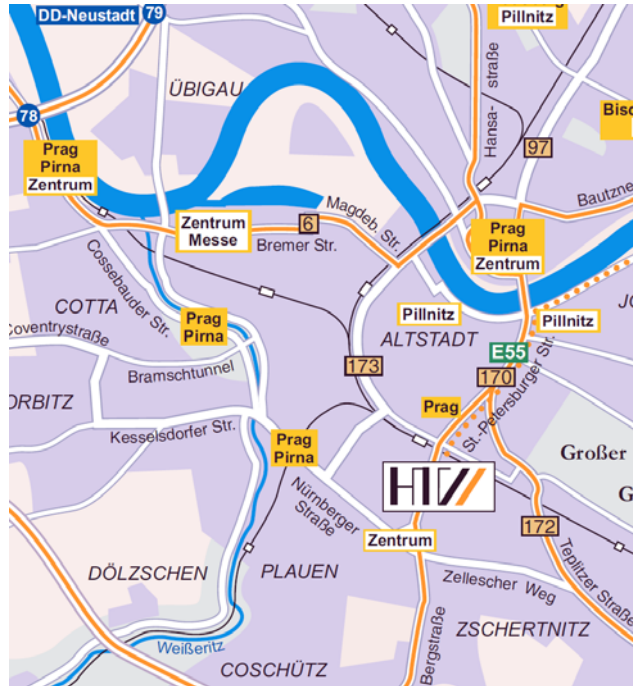 DD-Neustadt
79
Pillnitz
ÜBIGAU
Hansa-
straße
78
97
Prag
Pirna
Zentrum
Bautzne
Zentrum
Messe
6
Magdeb. Str.
Bremer Str.
Prag
Pirna
Zentrum
Cossebauder Str.
COTTA
Prag
Pirna
Pillnitz
Pillnitz
ALTSTADT
Coventrystraße
E55
Bramschtunnel
173
170
St.-Petersburger Str.
ORBITZ
Prag
Kesselsdorfer Str.
Prag
Pirna
Großer
HTW
G
Nürnberger
Straße
172
Zentrum
Teplitzer Straße
DÖLZSCHEN
PLAUEN
Zellescher Weg
ZSCHERTNITZ
Weißeritz
Bergstraße
COSCHÜTZ